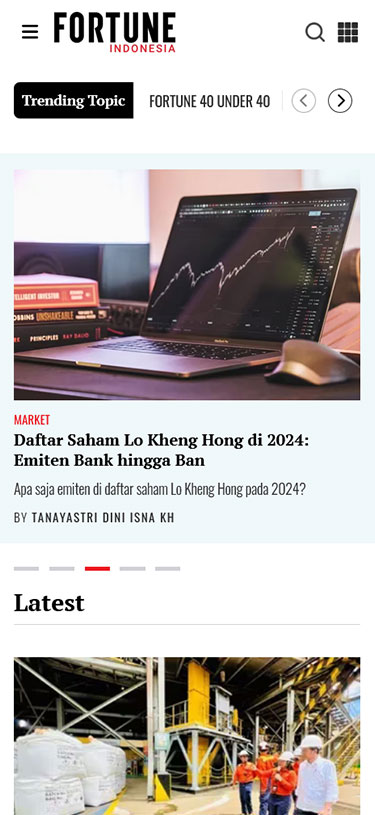 FORTUNE
INDONESIA
Trending Topic
FORTUNE 40 UNDER 40
INTELLIGENT INVESTOR
ROBBINS UNSHAKEABLE
PRINCIPLES RAY DALIO
MARKET
Daftar Saham Lo Kheng Hong di 2024:
Emiten Bank hingga Ban
Apa saja emiten di daftar saham Lo Kheng Hong pada 2024?
BY TANAYASTRI DINI ISNA KH
Latest